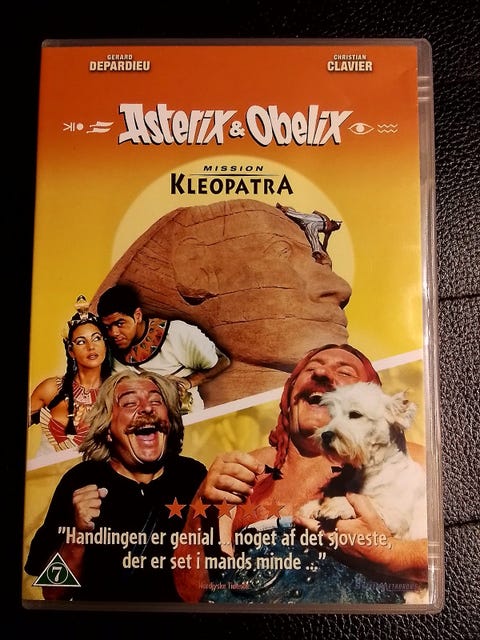 GERARD
DEPARDIEU
CHRISTIAN
CLAVIER
Asterix & Obelix
MISSION
KLEOPATRA
"Handlingen er genial ... noget af det sjoveste,
der er set i mands minde ..."
7